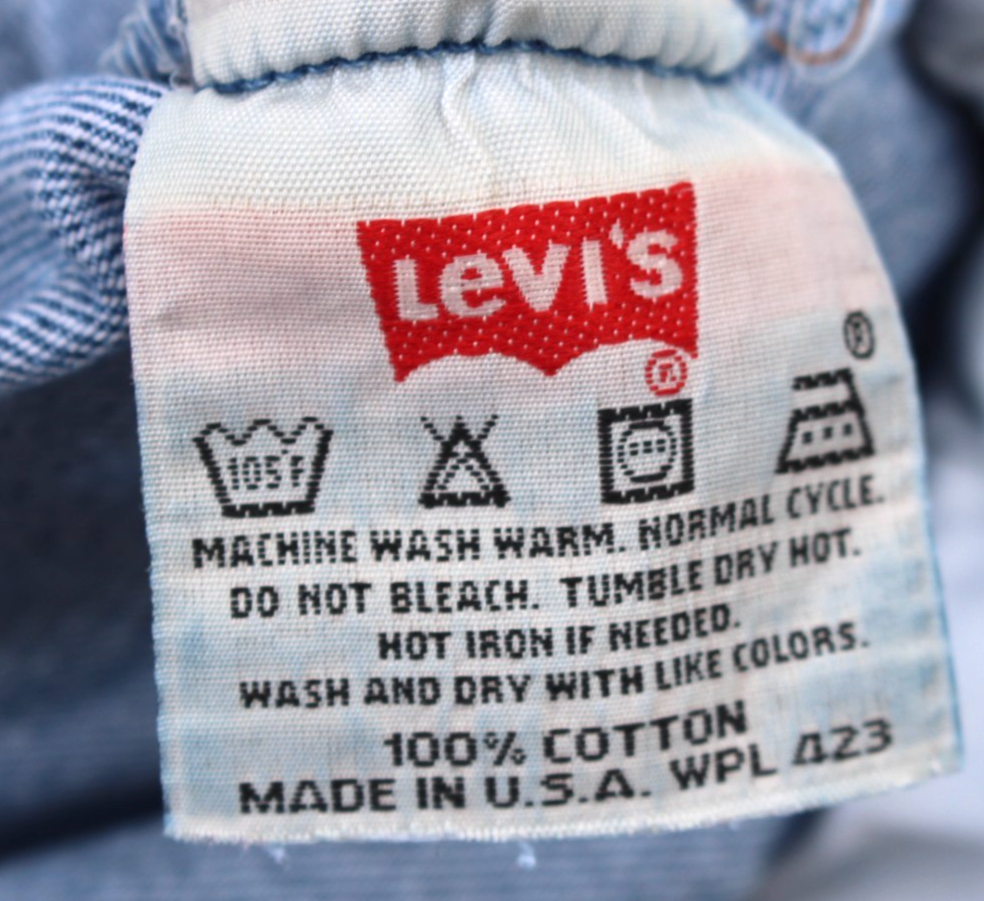 LEVI'S
®
®
105°F
MACHINE WASH WARM. NORMAL CYCLE.
DO NOT BLEACH. TUMBLE DRY HOT.
HOT IRON IF NEEDED.
WASH AND DRY WITH LIKE COLORS.
100% COTTON
MADE IN U.S.A. WPL 423